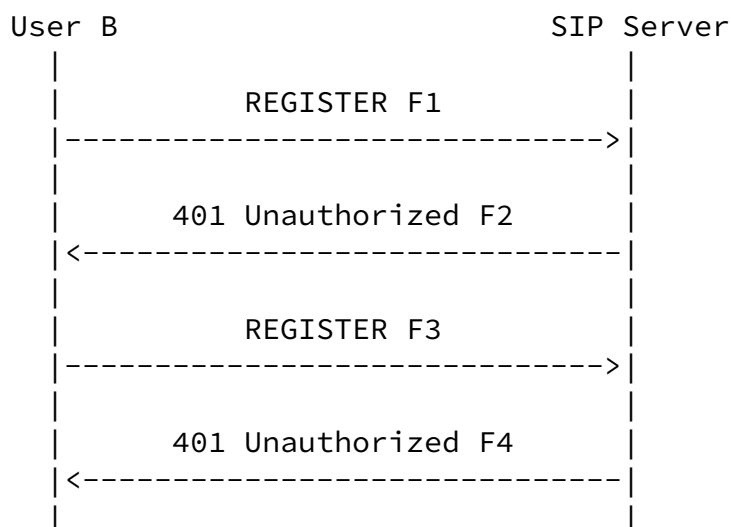 User B SIP Server
REGISTER F1
401 Unauthorized F2
REGISTER F3
401 Unauthorized F4